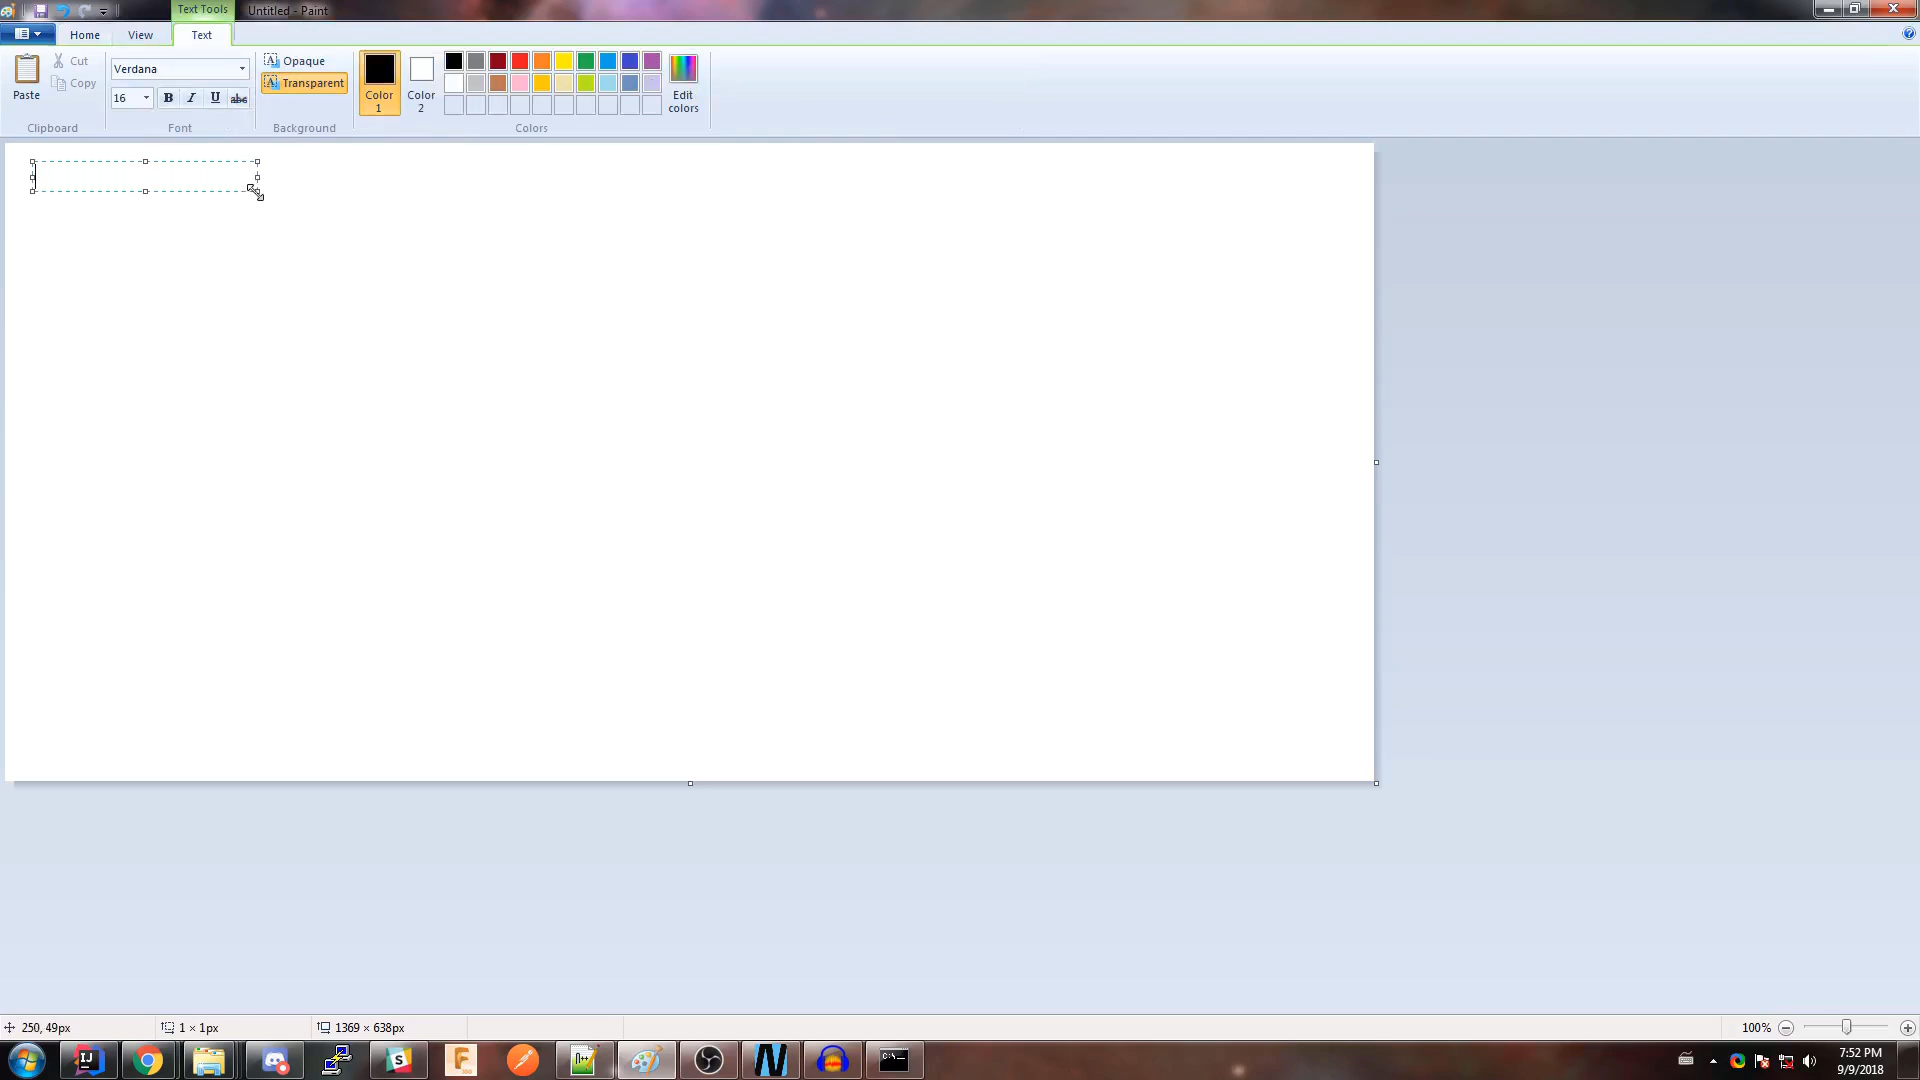 Text Tools
Untitled - Paint
Home
View
Text
Paste
Cut
Copy
Clipboard
Verdana
16
B
I
U
abc
Font
Opaque
Transparent
Background
Color
1
Color
2
Edit
colors
Colors
250, 49px
1 × 1px
1369 × 638px
100%
7:52 PM
9/9/2018